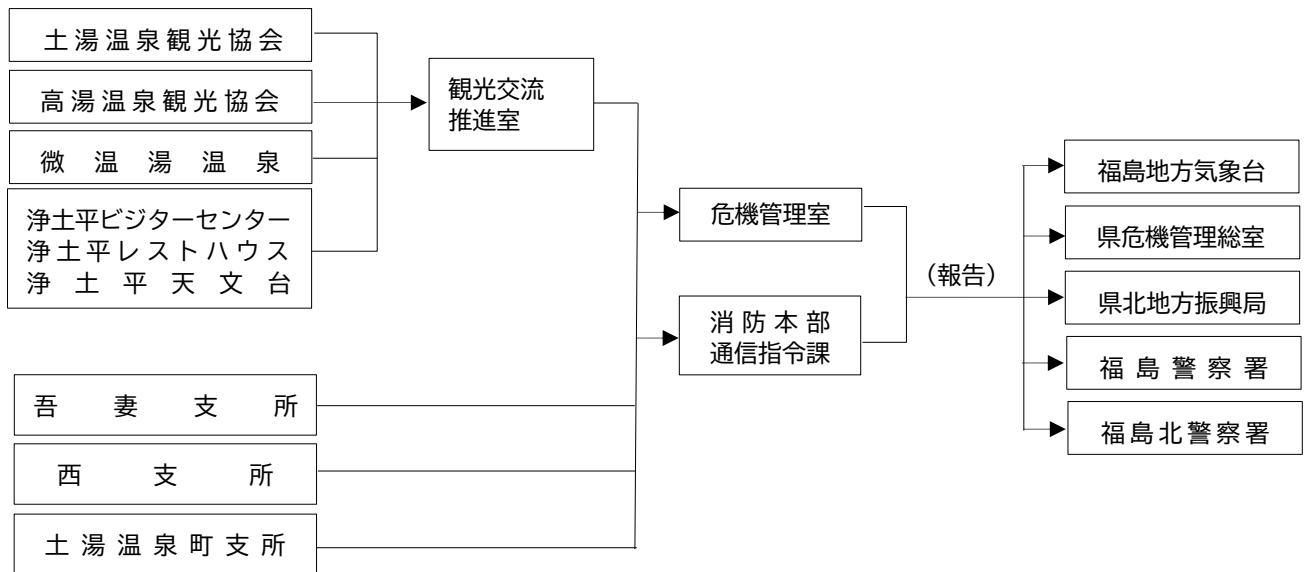 土湯温泉観光協会
高湯温泉観光協会
微温湯温泉
浄土平ビジターセンター
浄土平レストハウス
浄土平天文台
観光交流
推進室
吾妻支所
西支所
土湯温泉町支所
危機管理室
消防本部
通信指令課
（報告）
福島地方気象台
県危機管理総室
県北地方振興局
福島警察署
福島北警察署